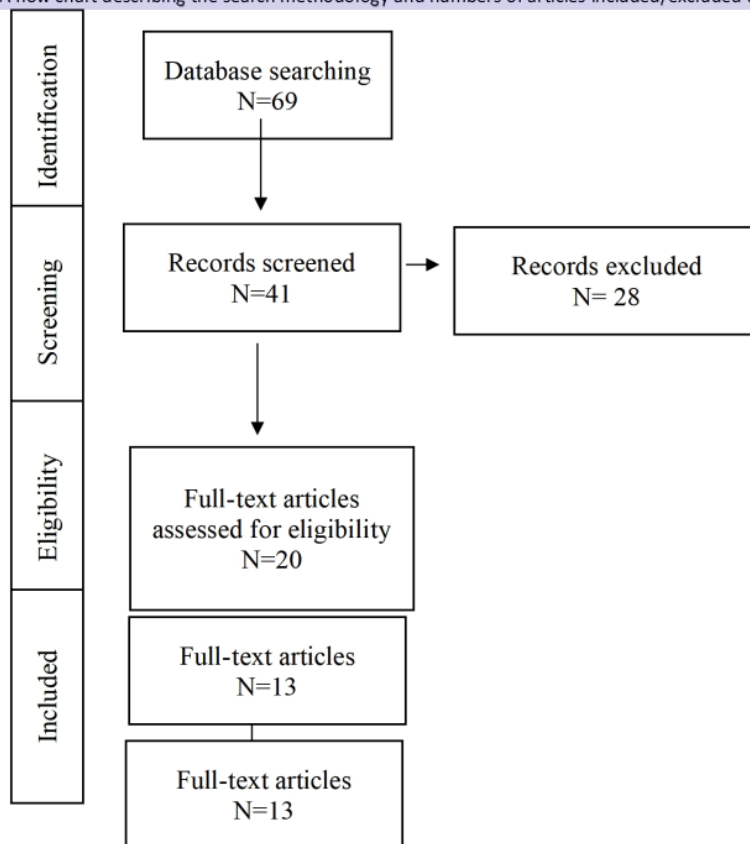 A flow chart describing the search methodology and numbers of articles included/excluded
Identification
Database searching
N=69
Screening
Records screened
N=41
Records excluded
N= 28
Eligibility
Full-text articles
assessed for eligibility
N=20
Included
Full-text articles
N=13
Full-text articles
N=13